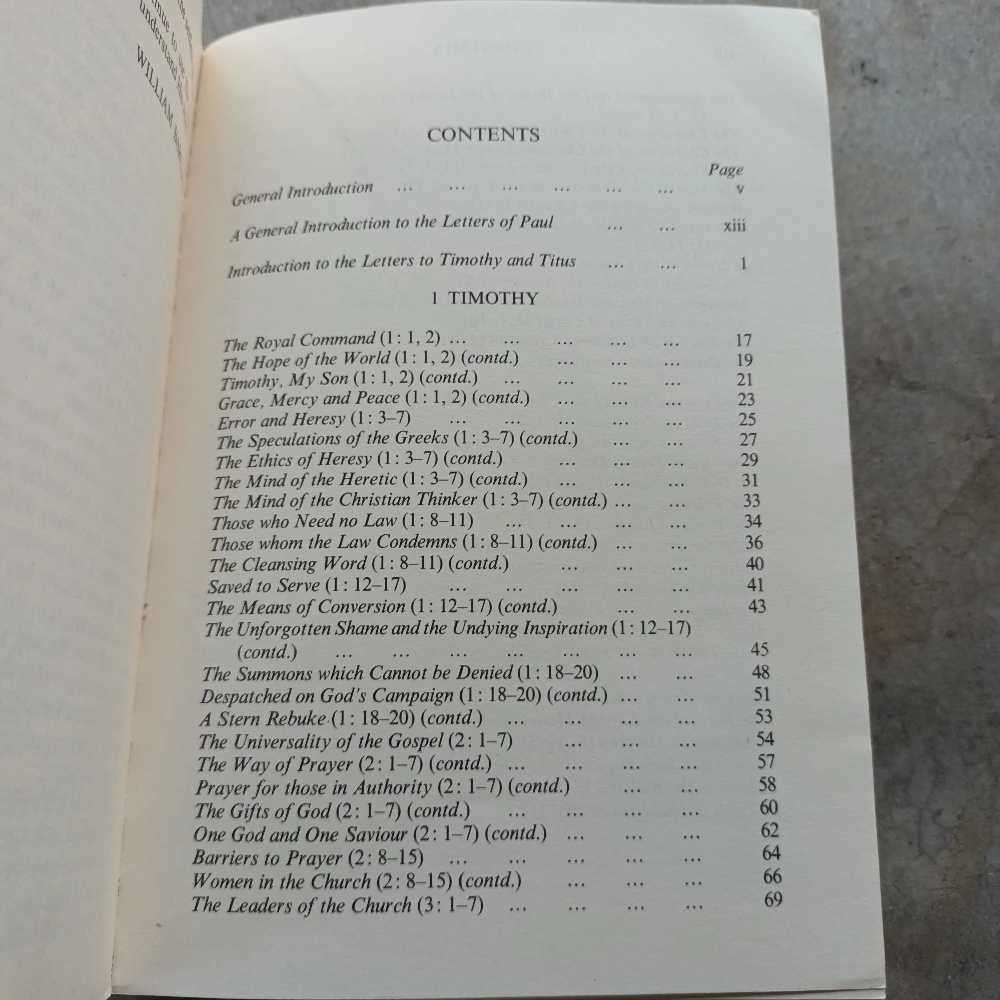 nue to
understand
WILLIAM
CONTENTS
Page
General Introduction ... ... ... ... ... ... v
A General Introduction to the Letters of Paul ... ... xiii
Introduction to the Letters to Timothy and Titus ... ... 1
1 TIMOTHY
The Royal Command (1: 1, 2) ... ... ... ... ... 17
The Hope of the World (1: 1, 2) (contd.) ... ... ... 19
Timothy, My Son (1: 1, 2) (contd.) ... ... ... ... 21
Grace, Mercy and Peace (1: 1, 2) (contd.) ... ... ... 23
Error and Heresy (1: 3–7) ... ... ... ... ... 25
The Speculations of the Greeks (1: 3–7) (contd.) ... ... 27
The Ethics of Heresy (1: 3–7) (contd.) ... ... ... 29
The Mind of the Heretic (1: 3–7) (contd.) ... ... ... 31
The Mind of the Christian Thinker (1: 3–7) (contd.) ... ... 33
Those who Need no Law (1: 8–11) ... ... ... ... 34
Those whom the Law Condemns (1: 8–11) (contd.) ... ... 36
The Cleansing Word (1: 8–11) (contd.) ... ... ... 40
Saved to Serve (1: 12–17) ... ... ... ... ... 41
The Means of Conversion (1: 12–17) (contd.) ... ... 43
The Unforgotten Shame and the Undying Inspiration (1: 12–17)
(contd.) ... ... ... ... ... ... ... 45
The Summons which Cannot be Denied (1: 18–20) ... ... 48
Despatched on God's Campaign (1: 18–20) (contd.) ... ... 51
A Stern Rebuke (1: 18–20) (contd.) ... ... ... ... 53
The Universality of the Gospel (2: 1–7) ... ... ... 54
The Way of Prayer (2: 1–7) (contd.) ... ... ... ... 57
Prayer for those in Authority (2: 1–7) (contd.) ... ... 58
The Gifts of God (2: 1–7) (contd.) ... ... ... ... 60
One God and One Saviour (2: 1–7) (contd.) ... ... ... 62
Barriers to Prayer (2: 8–15) ... ... ... ... ... 64
Women in the Church (2: 8–15) (contd.) ... ... ... 66
The Leaders of the Church (3: 1–7) ... ... ... ... 69